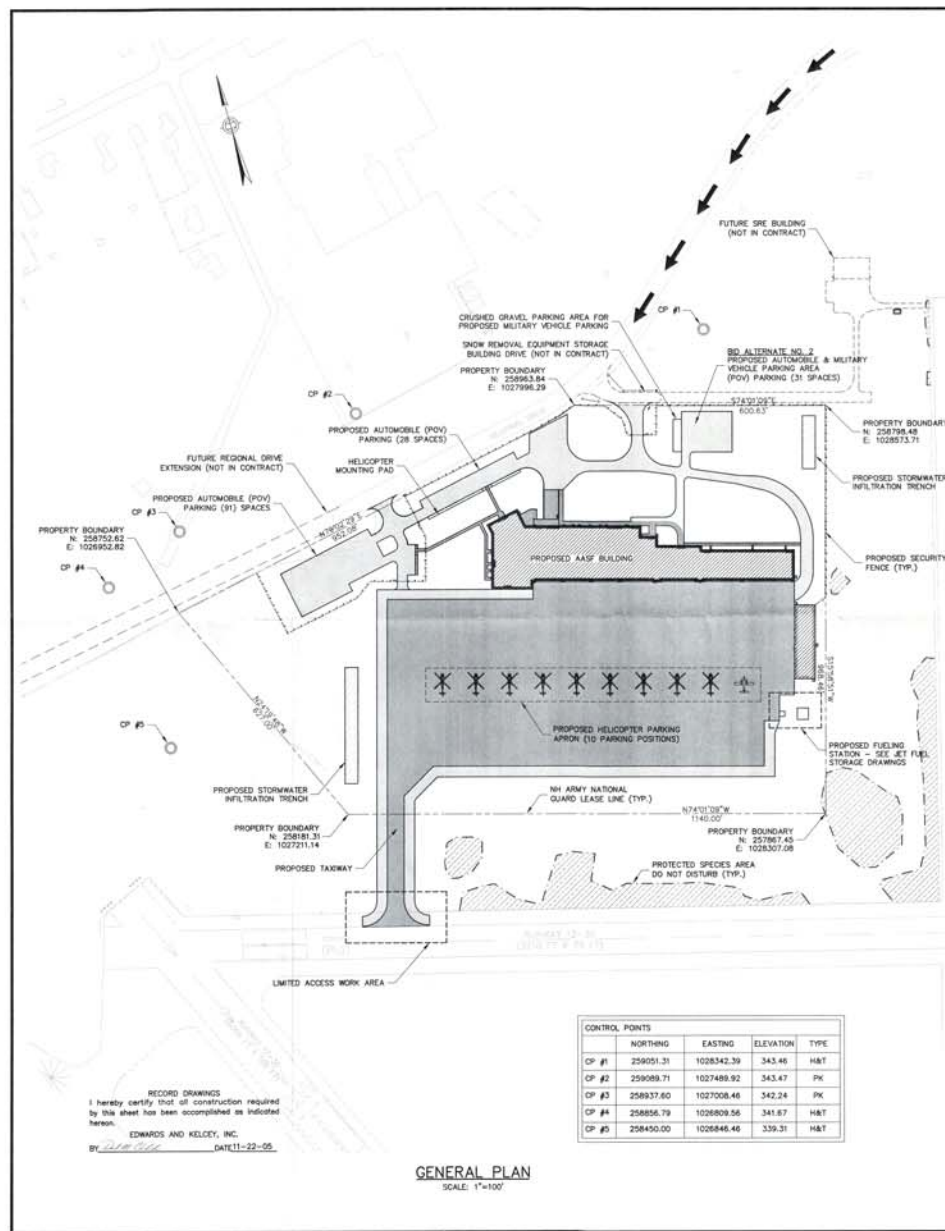 FUTURE SRE BUILDING
(NOT IN CONTRACT)
CRUSHED GRAVEL PARKING AREA FOR
PROPOSED MILITARY VEHICLE PARKING
CP #1
SNOW REMOVAL EQUIPMENT STORAGE
BUILDING DRIVE (NOT IN CONTRACT)
BID ALTERNATE NO. 2
PROPOSED AUTOMOBILE & MILITARY
VEHICLE PARKING AREA
(POV) PARKING (31 SPACES)
PROPERTY BOUNDARY
N: 258963.84
E: 1027996.29
S74°01'09"E
600.63'
CP #2
PROPERTY BOUNDARY
N: 258798.48
E: 1028573.71
PROPOSED AUTOMOBILE (POV)
PARKING (28 SPACES)
HELICOPTER
MOUNTING PAD
FUTURE REGIONAL DRIVE
EXTENSION (NOT IN CONTRACT)
PROPOSED STORMWATER
INFILTRATION TRENCH
PROPOSED AUTOMOBILE (POV)
PARKING (91) SPACES
952.08'
CP #3
PROPERTY BOUNDARY
N: 258752.62
E: 1026952.82
CP #4
PROPOSED AASF BUILDING
PROPOSED SECURITY
FENCE (TYP.)
968.46'
627.00'
CP #5
PROPOSED HELICOPTER PARKING
APRON (10 PARKING POSITIONS)
PROPOSED FUELING
STATION - SEE JET FUEL
STORAGE DRAWINGS
PROPOSED STORMWATER
INFILTRATION TRENCH
NH ARMY NATIONAL
GUARD LEASE LINE (TYP.)
N74°01'09"W
1140.00'
PROPERTY BOUNDARY
N: 258181.31
E: 1027211.14
PROPERTY BOUNDARY
N: 257867.45
E: 1028307.08
PROPOSED TAXIWAY
PROTECTED SPECIES AREA
DO NOT DISTURB (TYP.)
LIMITED ACCESS WORK AREA
CONTROL POINTS
NORTHING EASTING ELEVATION TYPE
CP #1 259051.31 1028342.39 343.46 H&T
CP #2 259089.71 1027489.92 343.47 PK
CP #3 258937.60 1027008.46 342.24 PK
CP #4 258856.79 1026809.56 341.67 H&T
CP #5 258450.00 1026846.46 339.31 H&T
RECORD DRAWINGS
I hereby certify that all construction required
by this sheet has been accomplished as indicated
hereon.
EDWARDS AND KELCEY, INC.
BY DATE 11-22-05
GENERAL PLAN
SCALE: 1"=100'